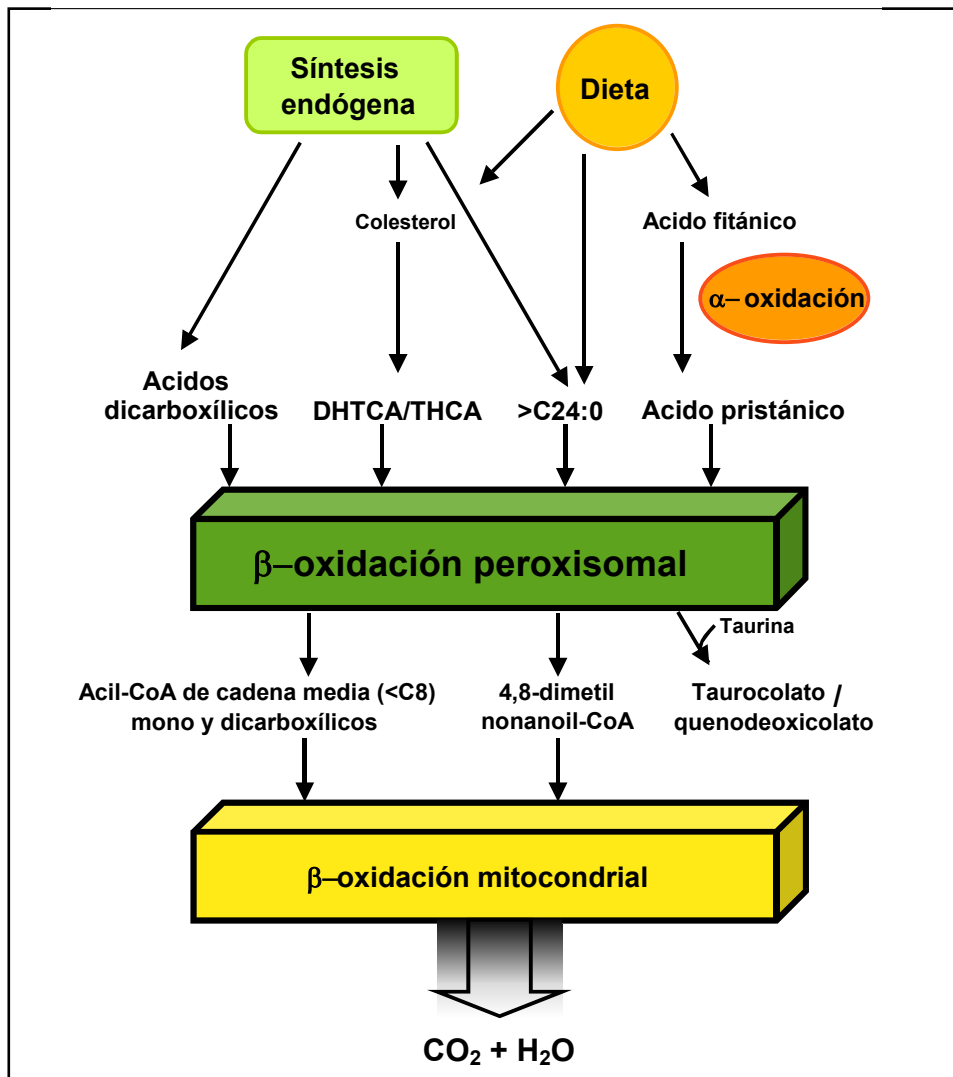 Síntesis
endógena
Dieta
Colesterol
Acido fitánico
α– oxidación
Acidos
dicarboxílicos
DHTCA/THCA
>C24:0
Acido pristánico
β–oxidación peroxisomal
Taurina
Acil-CoA de cadena media (<C8)
mono y dicarboxílicos
4,8-dimetil
nonanoil-CoA
Taurocolato /
quenodeoxicolato
β–oxidación mitocondrial
CO₂ + H₂O